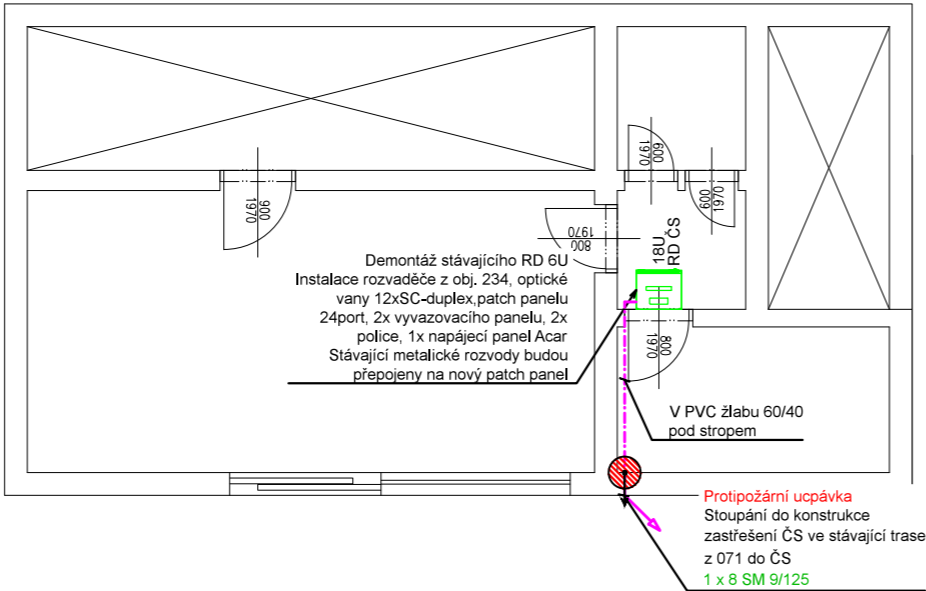 600
1970
600
1970
900
1970
800
1970
18U
RD ČS
Demontáž stávajícího RD 6U
Instalace rozvaděče z obj. 234, optické
vany 12xSC-duplex,patch panelu
24port, 2x vyvazovacího panelu, 2x
police, 1x napájecí panel Acar
Stávající metalické rozvody budou
přepojeny na nový patch panel
800
1970
V PVC žlabu 60/40
pod stropem
Protipožární ucpávka
Stoupání do konstrukce
zastřešení ČS ve stávající trase
z 071 do ČS
1 x 8 SM 9/125